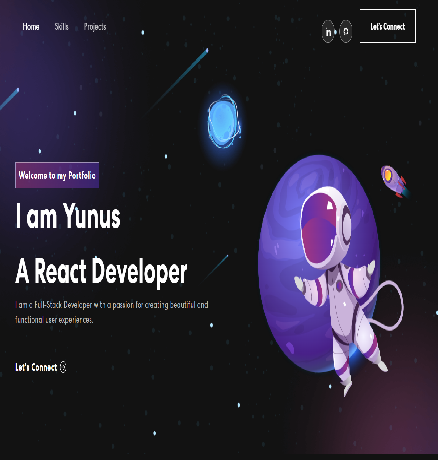 Home Skills Projects in Let's Connect
Welcome to my Portfolio
I am Yunus
A React Developer
I am a Full-Stack Developer with a passion for creating beautiful and
functional user experiences.
Let's Connect